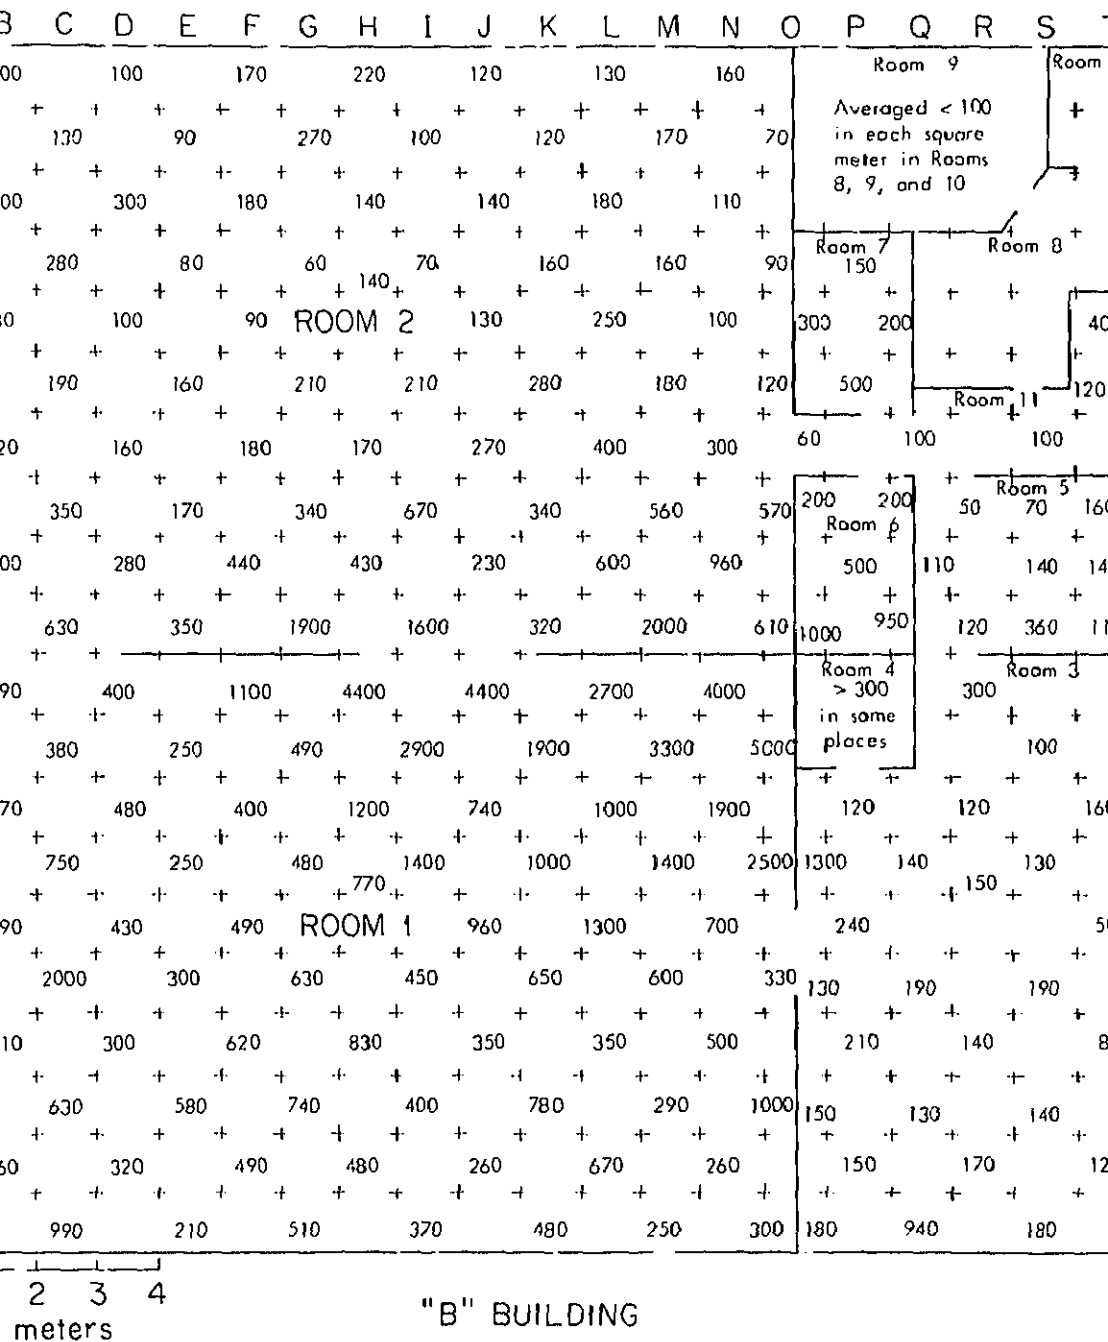 B C D E F G H I J K L M N O P Q R S T
00 100 170 220 120 130 160 Room 9 Room
130 90 270 100 120 170 70 Averaged < 100
in each square
meter in Rooms
8, 9, and 10
00 300 180 140 140 180 110
Room 7 Room 8
280 80 60 70 160 160 90 150
140
30 100 90 ROOM 2 130 250 100 300 200 40
190 160 210 210 280 180 120 500 120
Room 11
20 160 180 170 270 400 300 60 100 100
Room 5
350 170 340 670 340 560 570 200 200 50 70 160
Room 6
00 280 440 430 230 600 960 500 110 140 14
630 350 1900 1600 320 2000 610 1000 950 120 360 11
Room 4 Room 3
90 400 1100 4400 4400 2700 4000 > 300 300
in some
380 250 490 2900 1900 3300 5000 places 100
70 480 400 1200 740 1000 1900 120 120 160
750 250 480 1400 1000 1400 2500 1300 140 130
770 150
90 430 490 ROOM 1 960 1300 700 240 50
2000 300 630 450 650 600 330 130 190 190
10 300 620 830 350 350 500 210 140 8
630 580 740 400 780 290 1000 150 130 140
60 320 490 480 260 670 260 150 170 12
990 210 510 370 480 250 300 180 940 180
2 3 4
meters
"B" BUILDING